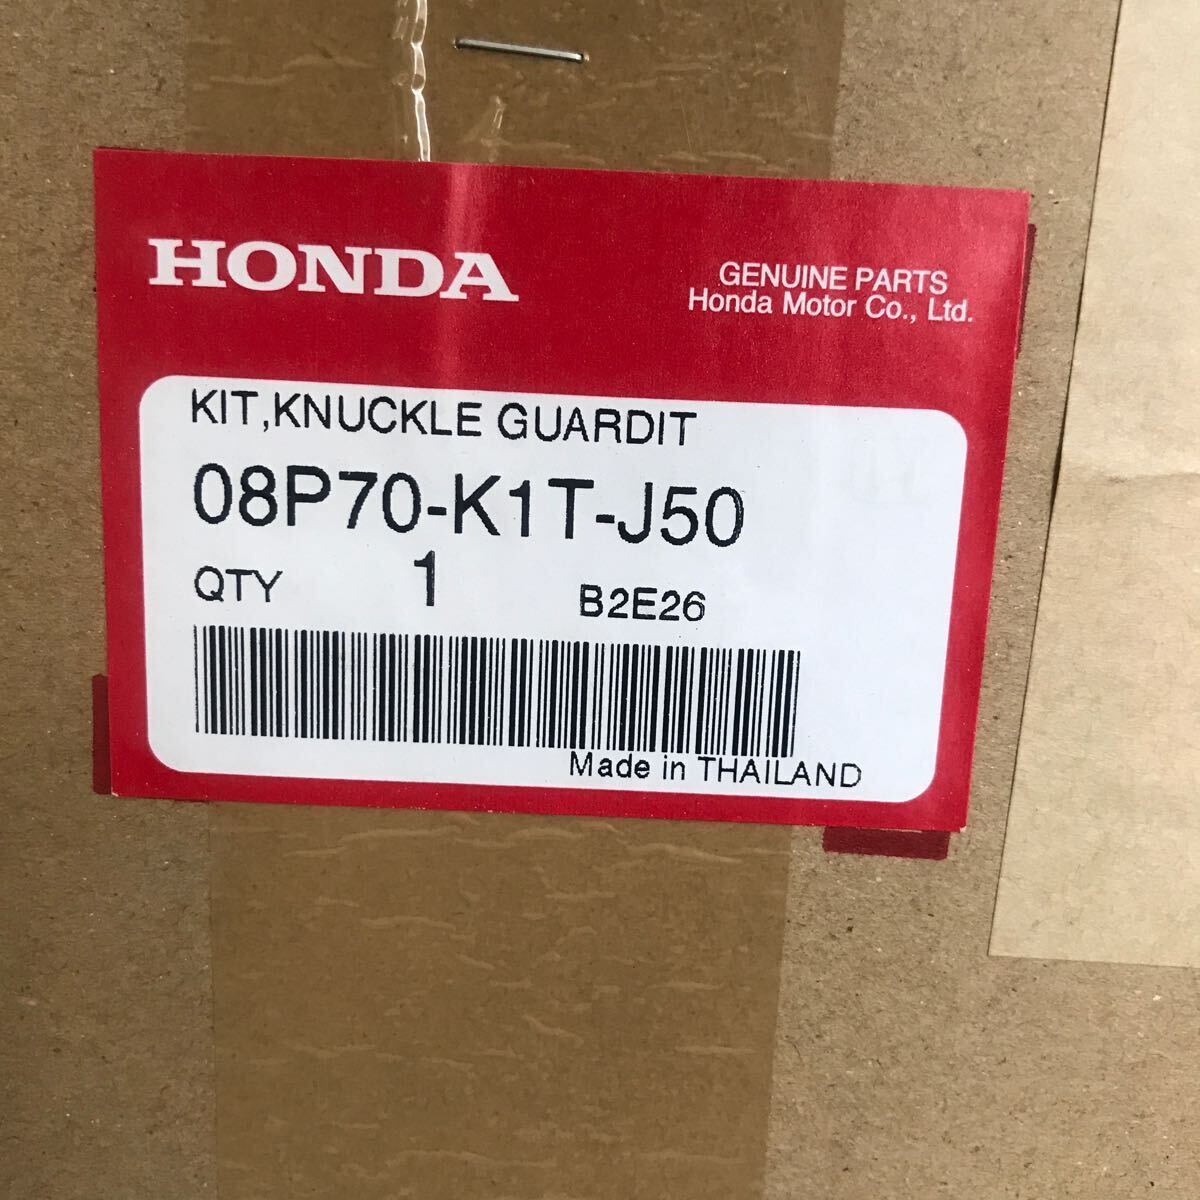 HONDA
GENUINE PARTS
Honda Motor Co., Ltd.
KIT,KNUCKLE GUARDIT
08P70-K1T-J50
QTY 1 B2E26
Made in THAILAND